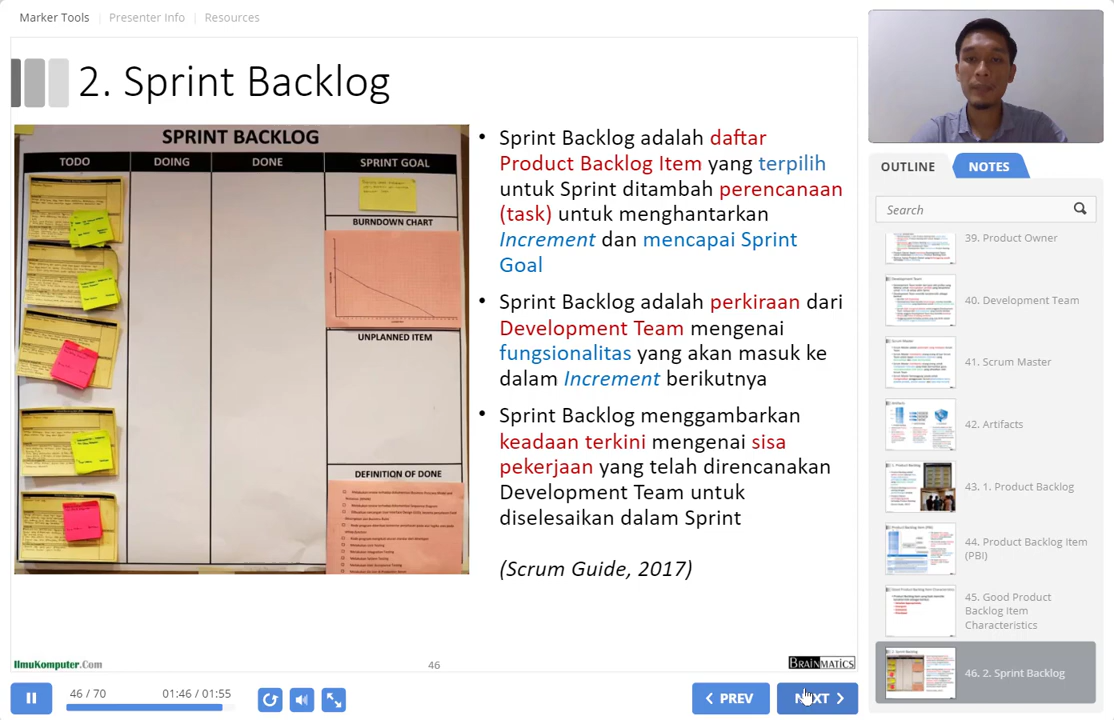 Marker Tools
Presenter Info
Resources
2. Sprint Backlog
SPRINT BACKLOG
TODO
DOING
DONE
SPRINT GOAL
BURNDOWN CHART
UNPLANNED ITEM
DEFINITION OF DONE
• Sprint Backlog adalah daftar
Product Backlog Item yang terpilih
untuk Sprint ditambah perencanaan
(task) untuk menghantarkan
Increment dan mencapai Sprint
Goal
• Sprint Backlog adalah perkiraan dari
Development Team mengenai
fungsionalitas yang akan masuk ke
dalam Increment berikutnya
• Sprint Backlog menggambarkan
keadaan terkini mengenai sisa
pekerjaan yang telah direncanakan
Development Team untuk
diselesaikan dalam Sprint
(Scrum Guide, 2017)
IlmuKomputer.Com
46
BRAINMATICS
46 / 70
01:46 / 01:55
PREV
NEXT
OUTLINE
NOTES
Search
39. Product Owner
40. Development Team
41. Scrum Master
42. Artifacts
43. 1. Product Backlog
44. Product Backlog Item
(PBI)
45. Good Product
Backlog Item
Characteristics
46. 2. Sprint Backlog